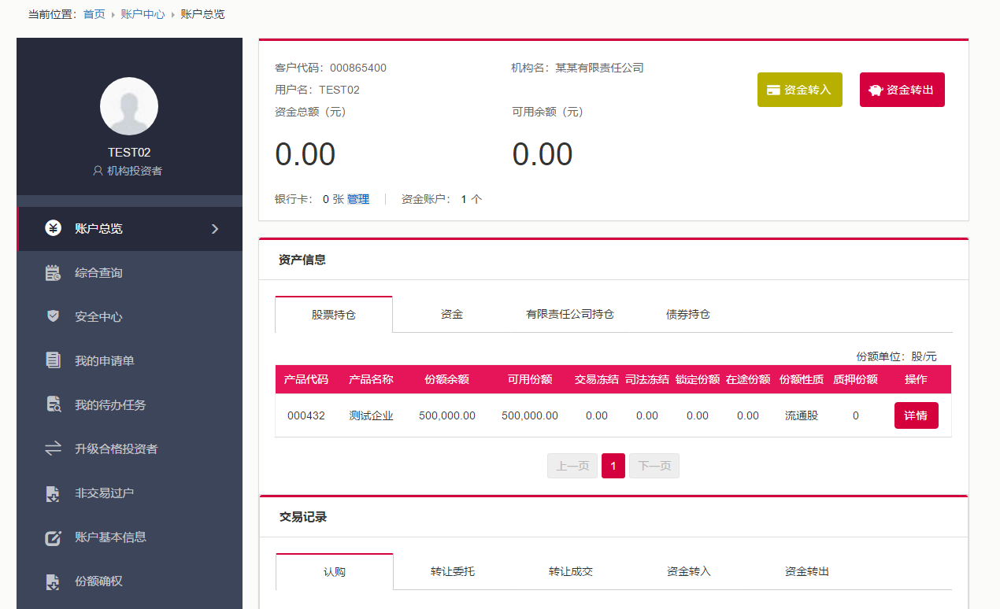 当前位置：首页 账户中心 账户总览
TEST02
机构投资者
账户总览
综合查询
安全中心
我的申请单
我的待办任务
升级合格投资者
非交易过户
账户基本信息
份额确权
客户代码：000865400 机构名：某某有限责任公司
用户名：TEST02
资金总额（元） 可用余额（元）
0.00 0.00
资金转入 资金转出
银行卡： 0 张 管理 资金账户： 1 个
资产信息
股票持仓 资金 有限责任公司持仓 债券持仓
份额单位：股/元
产品代码 产品名称 份额余额 可用份额 交易冻结 司法冻结 锁定份额 在途份额 份额性质 质押份额 操作
000432 测试企业 500,000.00 500,000.00 0.00 0.00 0.00 0.00 流通股 0 详情
上一页 1 下一页
交易记录
认购 转让委托 转让成交 资金转入 资金转出